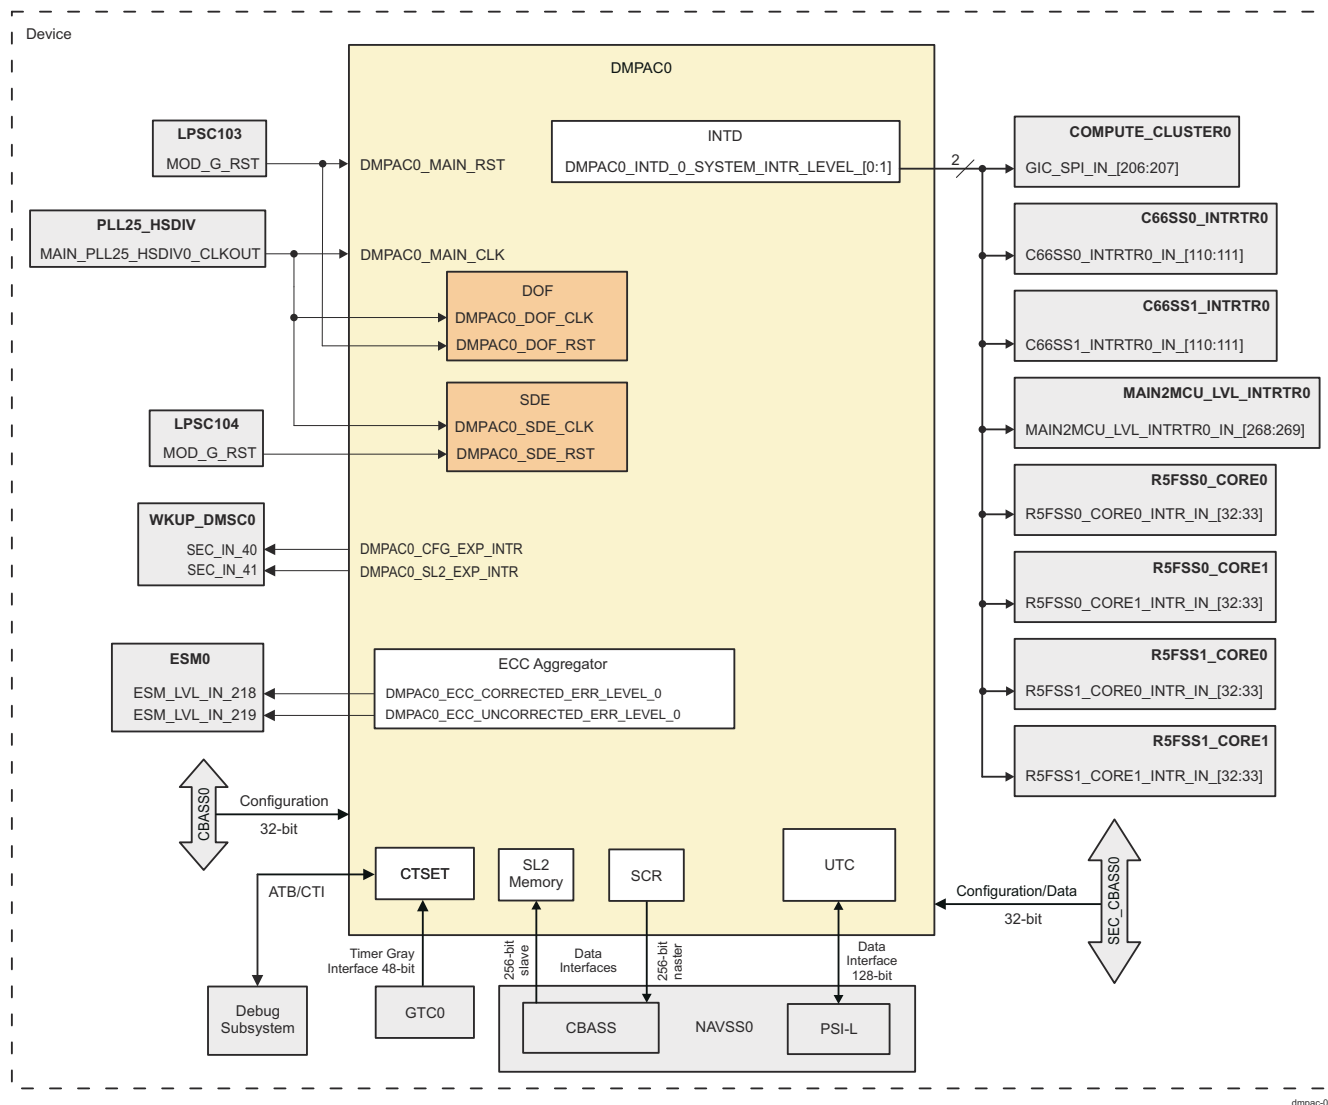 Device
DMPAC0
LPSC103
MOD_G_RST
DMPAC0_MAIN_RST
INTD
DMPAC0_INTD_0_SYSTEM_INTR_LEVEL_[0:1]
2
COMPUTE_CLUSTER0
GIC_SPI_IN_[206:207]
PLL25_HSDIV
MAIN_PLL25_HSDIV0_CLKOUT
DMPAC0_MAIN_CLK
C66SS0_INTRTR0
C66SS0_INTRTR0_IN_[110:111]
DOF
DMPAC0_DOF_CLK
DMPAC0_DOF_RST
C66SS1_INTRTR0
C66SS1_INTRTR0_IN_[110:111]
SDE
DMPAC0_SDE_CLK
DMPAC0_SDE_RST
LPSC104
MOD_G_RST
MAIN2MCU_LVL_INTRTR0
MAIN2MCU_LVL_INTRTR0_IN_[268:269]
R5FSS0_CORE0
R5FSS0_CORE0_INTR_IN_[32:33]
WKUP_DMSC0
SEC_IN_40
SEC_IN_41
DMPAC0_CFG_EXP_INTR
DMPAC0_SL2_EXP_INTR
R5FSS0_CORE1
R5FSS0_CORE1_INTR_IN_[32:33]
ESM0
ESM_LVL_IN_218
ESM_LVL_IN_219
ECC Aggregator
DMPAC0_ECC_CORRECTED_ERR_LEVEL_0
DMPAC0_ECC_UNCORRECTED_ERR_LEVEL_0
R5FSS1_CORE0
R5FSS1_CORE0_INTR_IN_[32:33]
R5FSS1_CORE1
R5FSS1_CORE1_INTR_IN_[32:33]
CBASS0
Configuration
32-bit
CTSET
SL2
Memory
SCR
UTC
ATB/CTI
Configuration/Data
32-bit
SEC_CBASS0
Timer Gray
Interface 48-bit
256-bit
slave
Data
Interfaces
256-bit
naster
Data
Interface
128-bit
Debug
Subsystem
GTC0
CBASS
NAVSS0
PSI-L
dmpac-0